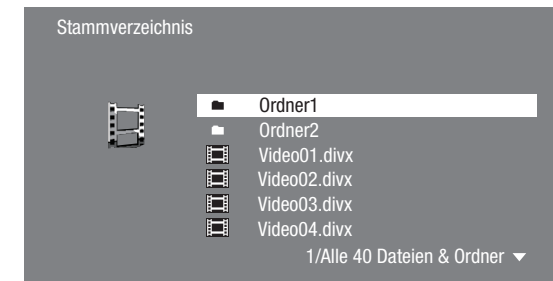 Stammverzeichnis
Ordner1
Ordner2
Video01.divx
Video02.divx
Video03.divx
Video04.divx
1/Alle 40 Dateien & Ordner